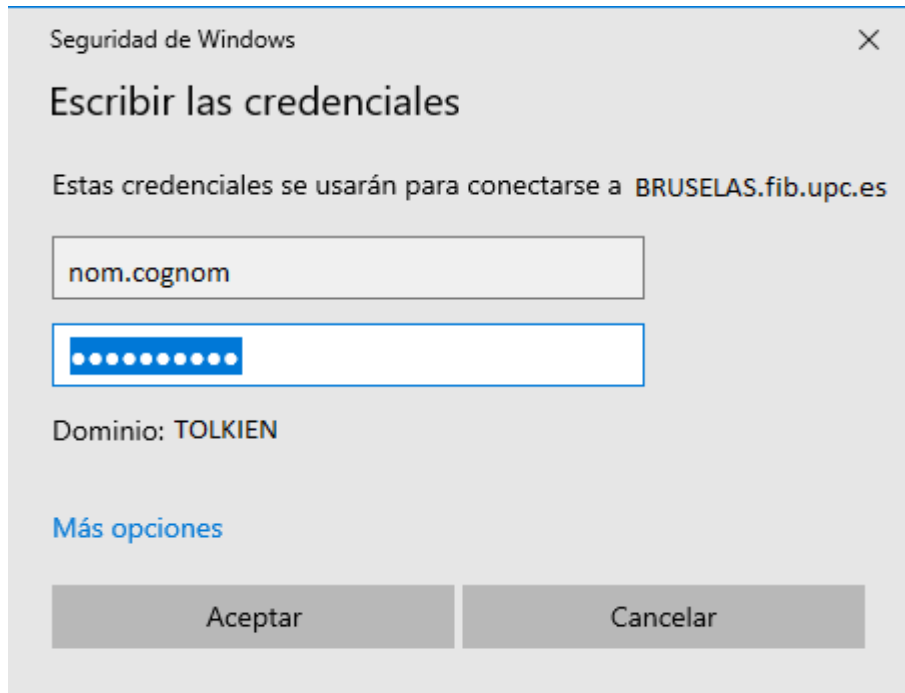 Seguridad de Windows
Escribir las credenciales
Estas credenciales se usarán para conectarse a BRUSELAS.fib.upc.es
nom.cognom
●●●●●●●●●●
Dominio: TOLKIEN
Más opciones
Aceptar Cancelar